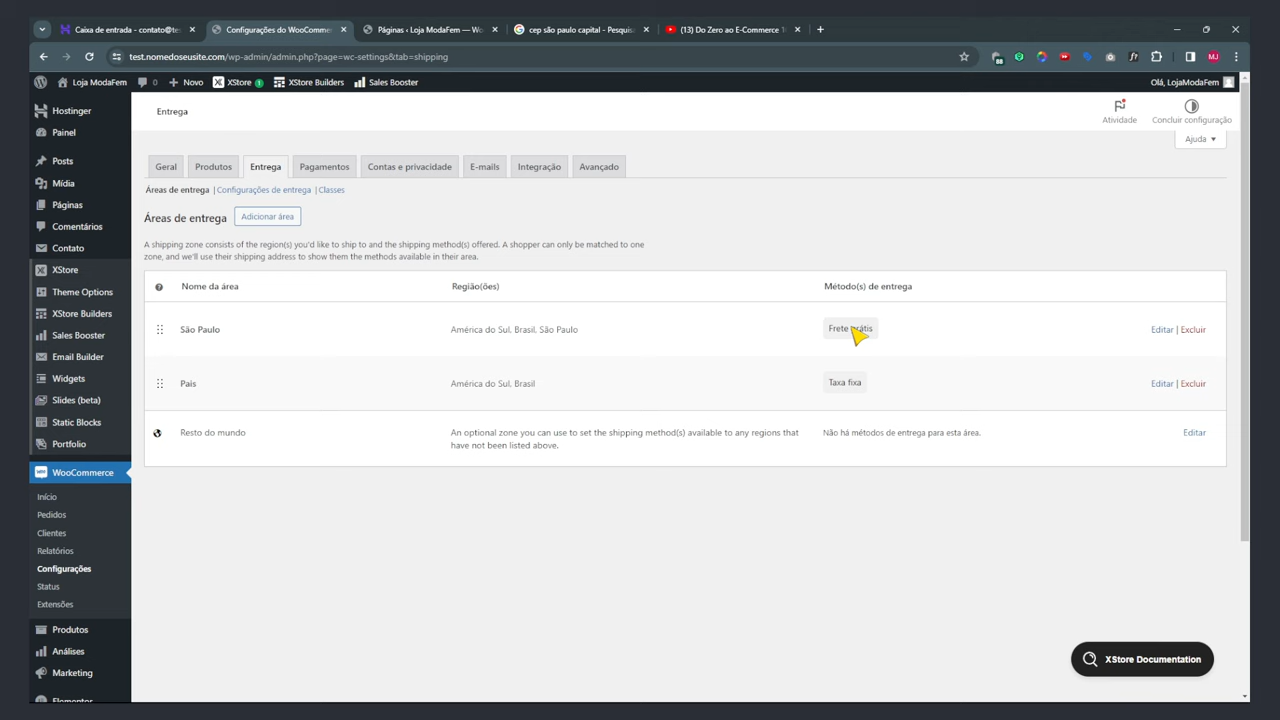 Caixa de entrada - contato@te:
Configurações do WooCommerc
Páginas ‹ Loja ModaFem — Wo
cep são paulo capital - Pesquis
(13) Do Zero ao E-Commerce 1
test.nomedoseusite.com/wp-admin/admin.php?page=wc-settings&tab=shipping
88
MJ
Loja ModaFem
0
Novo
XStore 1
XStore Builders
Sales Booster
Olá, LojaModaFem
Hostinger
Painel
Posts
Mídia
Páginas
Comentários
Contato
XStore
Theme Options
XStore Builders
Sales Booster
Email Builder
Widgets
Slides (beta)
Static Blocks
Portfolio
WooCommerce
Início
Pedidos
Clientes
Relatórios
Configurações
Status
Extensões
Produtos
Análises
Marketing
Elementor
Entrega
Atividade
Concluir configuração
Ajuda
Geral
Produtos
Entrega
Pagamentos
Contas e privacidade
E-mails
Integração
Avançado
Áreas de entrega | Configurações de entrega | Classes
Áreas de entrega
Adicionar área
A shipping zone consists of the region(s) you'd like to ship to and the shipping method(s) offered. A shopper can only be matched to one
zone, and we'll use their shipping address to show them the methods available in their area.
Nome da área
Região(ões)
Método(s) de entrega
São Paulo
América do Sul, Brasil, São Paulo
Frete grátis
Editar | Excluir
Pais
América do Sul, Brasil
Taxa fixa
Editar | Excluir
Resto do mundo
An optional zone you can use to set the shipping method(s) available to any regions that
have not been listed above.
Não há métodos de entrega para esta área.
Editar
XStore Documentation